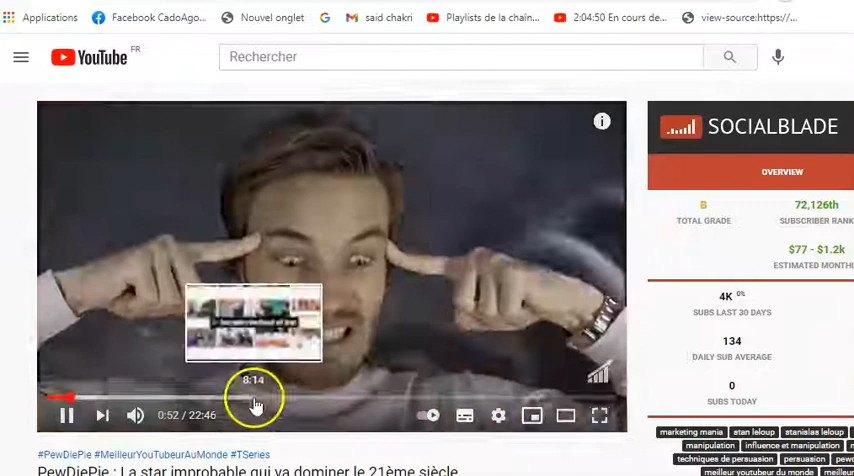 Applications
Facebook CadoAgo...
Nouvel onglet
said chakri
Playlists de la chaîn...
2:04:50 En cours de...
view-source:https://...
YouTube FR
Rechercher
i
SOCIALBLADE
OVERVIEW
B
72,126th
TOTAL GRADE
SUBSCRIBER RANK
$77 - $1.2k
ESTIMATED MONTHL
4K 0%
SUBS LAST 30 DAYS
134
DAILY SUB AVERAGE
0
SUBS TODAY
8:14
0:52 / 22:46
marketing mania
stan leloup
stanislas leloup
manipulation
influence et manipulation
techniques de persuasion
persuasion
pewd
meilleur youtubeur du monde
meilleur
#PewDiePie #MeilleurYouTubeurAuMonde #TSeries
PewDiePie : La star improbable qui va dominer le 21ème siècle